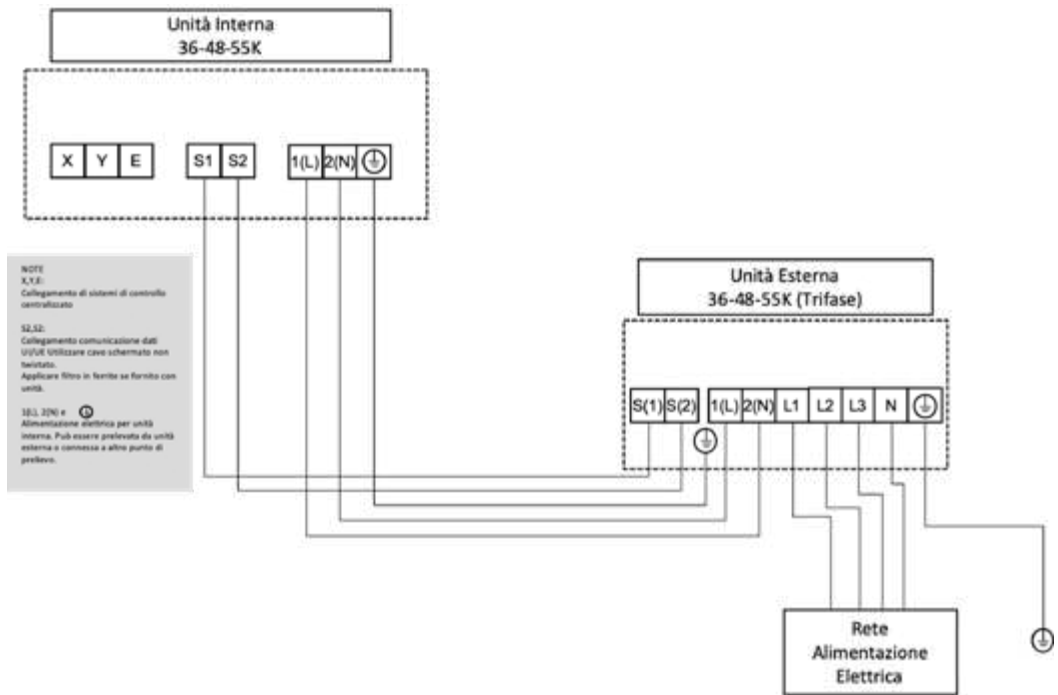 Unità Interna
36-48-55K
X Y E S1 S2 1(L) 2(N)
NOTE
X,Y,E:
Collegamento di sistemi di controllo
centralizzato
S2,S2:
Collegamento comunicazione dati
UI/UE Utilizzare cavo schermato non
twistato.
Applicare filtro in ferrite se fornito con
unità.
1(L), 2(N) e
Alimentazione elettrica per unità
interna. Può essere prelevata da unità
esterna o connessa a altro punto di
prelievo.
Unità Esterna
36-48-55K (Trifase)
S(1) S(2) 1(L) 2(N) L1 L2 L3 N
Rete
Alimentazione
Elettrica